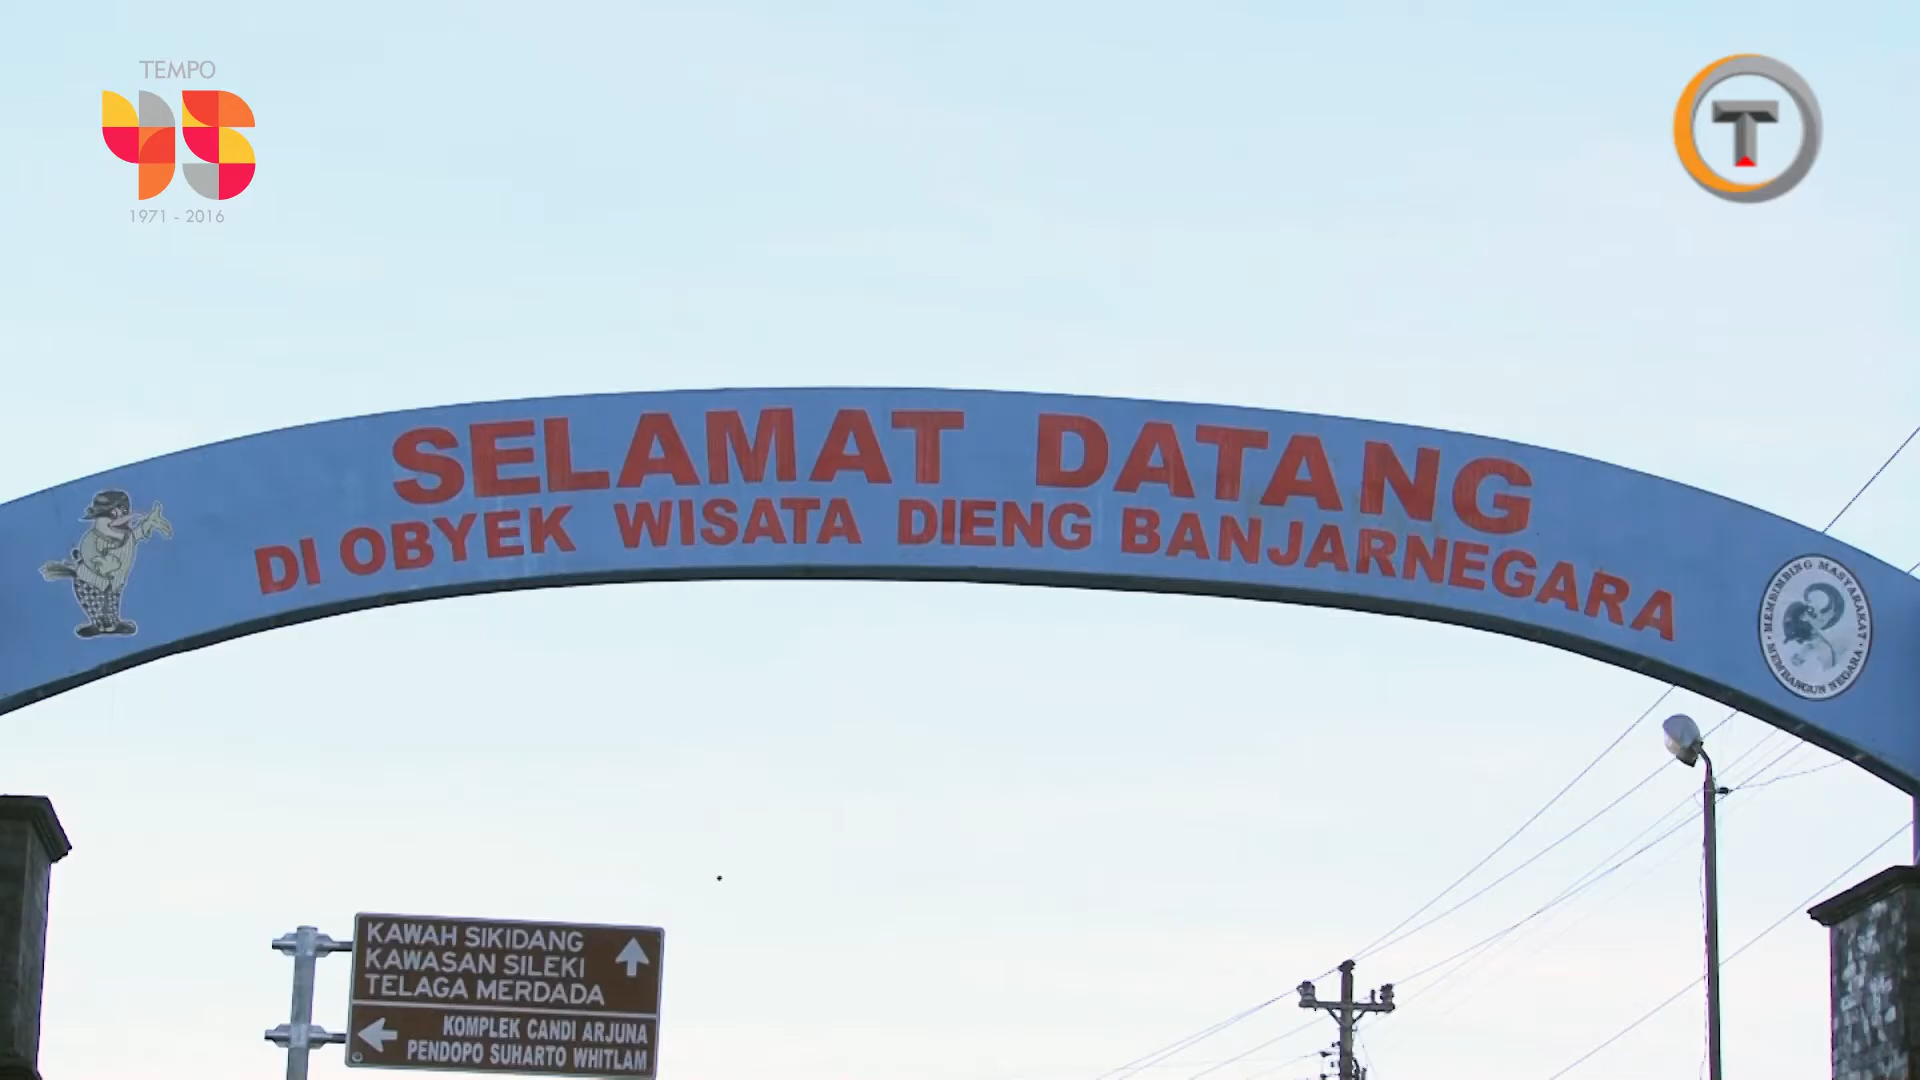 TEMPO
45
1971 - 2016
T
SELAMAT DATANG
DI OBYEK WISATA DIENG BANJARNEGARA
MEMBIMBING MASYARAKAT
MEMBANGUN NEGARA
KAWAH SIKIDANG
KAWASAN SILEKI
TELAGA MERDADA
KOMPLEK CANDI ARJUNA
PENDOPO SUHARTO WHITLAM